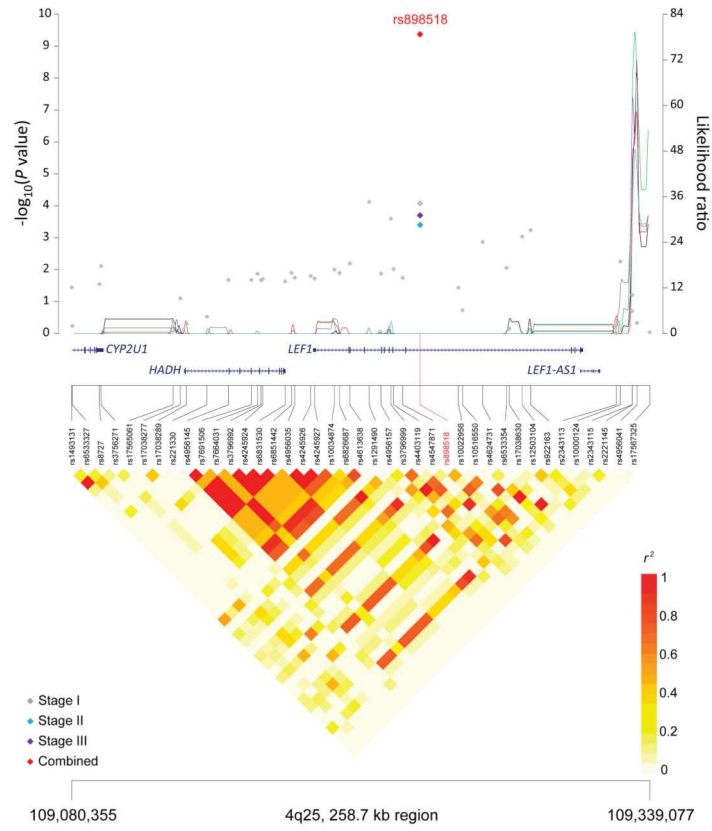 rs898518
10
9
8
7
6
5
4
3
2
1
0
-log10(P value)
84
72
60
48
36
24
12
0
Likelihood ratio
CYP2U1
HADH
LEF1
LEF1-AS1
rs1493131
rs6533327
rs8727
rs3756271
rs17565061
rs17038277
rs17038289
rs221330
rs4956145
rs7691506
rs7664031
rs3796992
rs4245924
rs6831530
rs6851442
rs4956035
rs4245926
rs4245927
rs10034874
rs6826687
rs4613638
rs1291490
rs4956157
rs3796999
rs4403119
rs4547871
rs898518
rs10022956
rs10516550
rs4624731
rs6533354
rs17038630
rs12503104
rs922163
rs2343113
rs10000124
rs2343115
rs2221145
rs4956041
rs17567325
r²
1
0.8
0.6
0.4
0.2
0
Stage I
Stage II
Stage III
Combined
109,080,355
4q25, 258.7 kb region
109,339,077